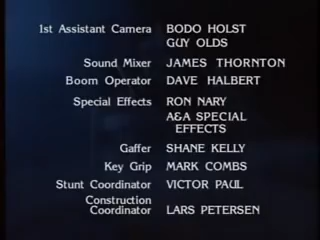 1st Assistant Camera BODO HOLST
GUY OLDS
Sound Mixer JAMES THORNTON
Boom Operator DAVE HALBERT
Special Effects RON NARY
A&A SPECIAL
EFFECTS
Gaffer SHANE KELLY
Key Grip MARK COMBS
Stunt Coordinator VICTOR PAUL
Construction
Coordinator LARS PETERSEN